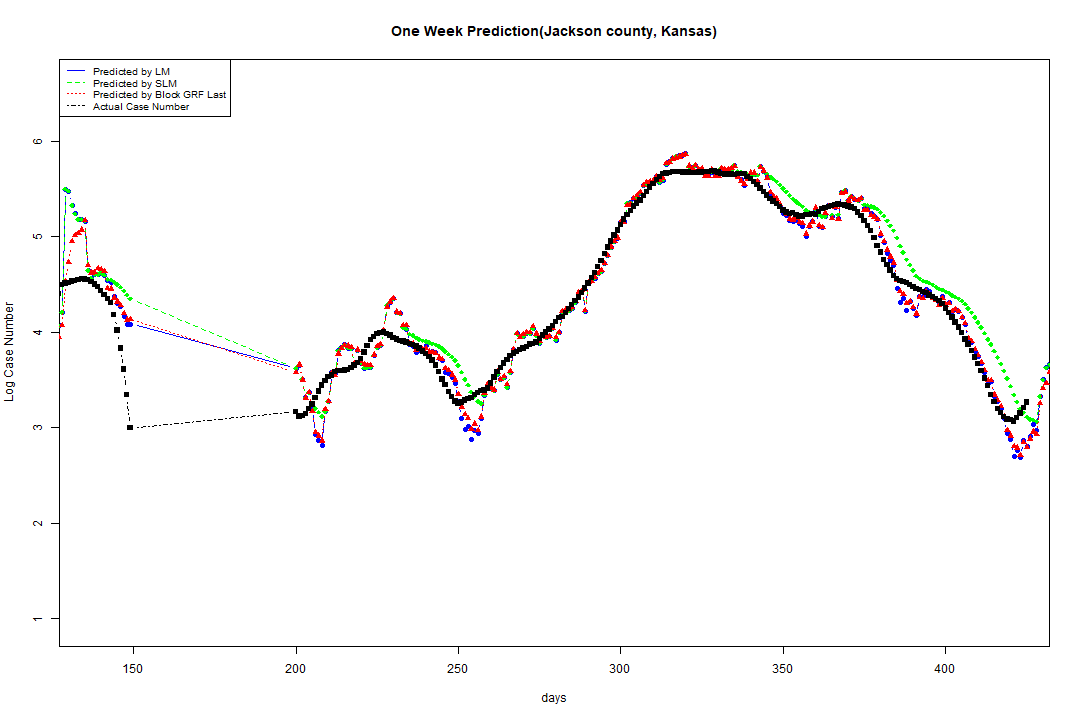 One Week Prediction(Jackson county, Kansas)
Predicted by LM
Predicted by SLM
Predicted by Block GRF Last
Actual Case Number
6
5
4
3
2
1
Log Case Number
150 200 250 300 350 400
days